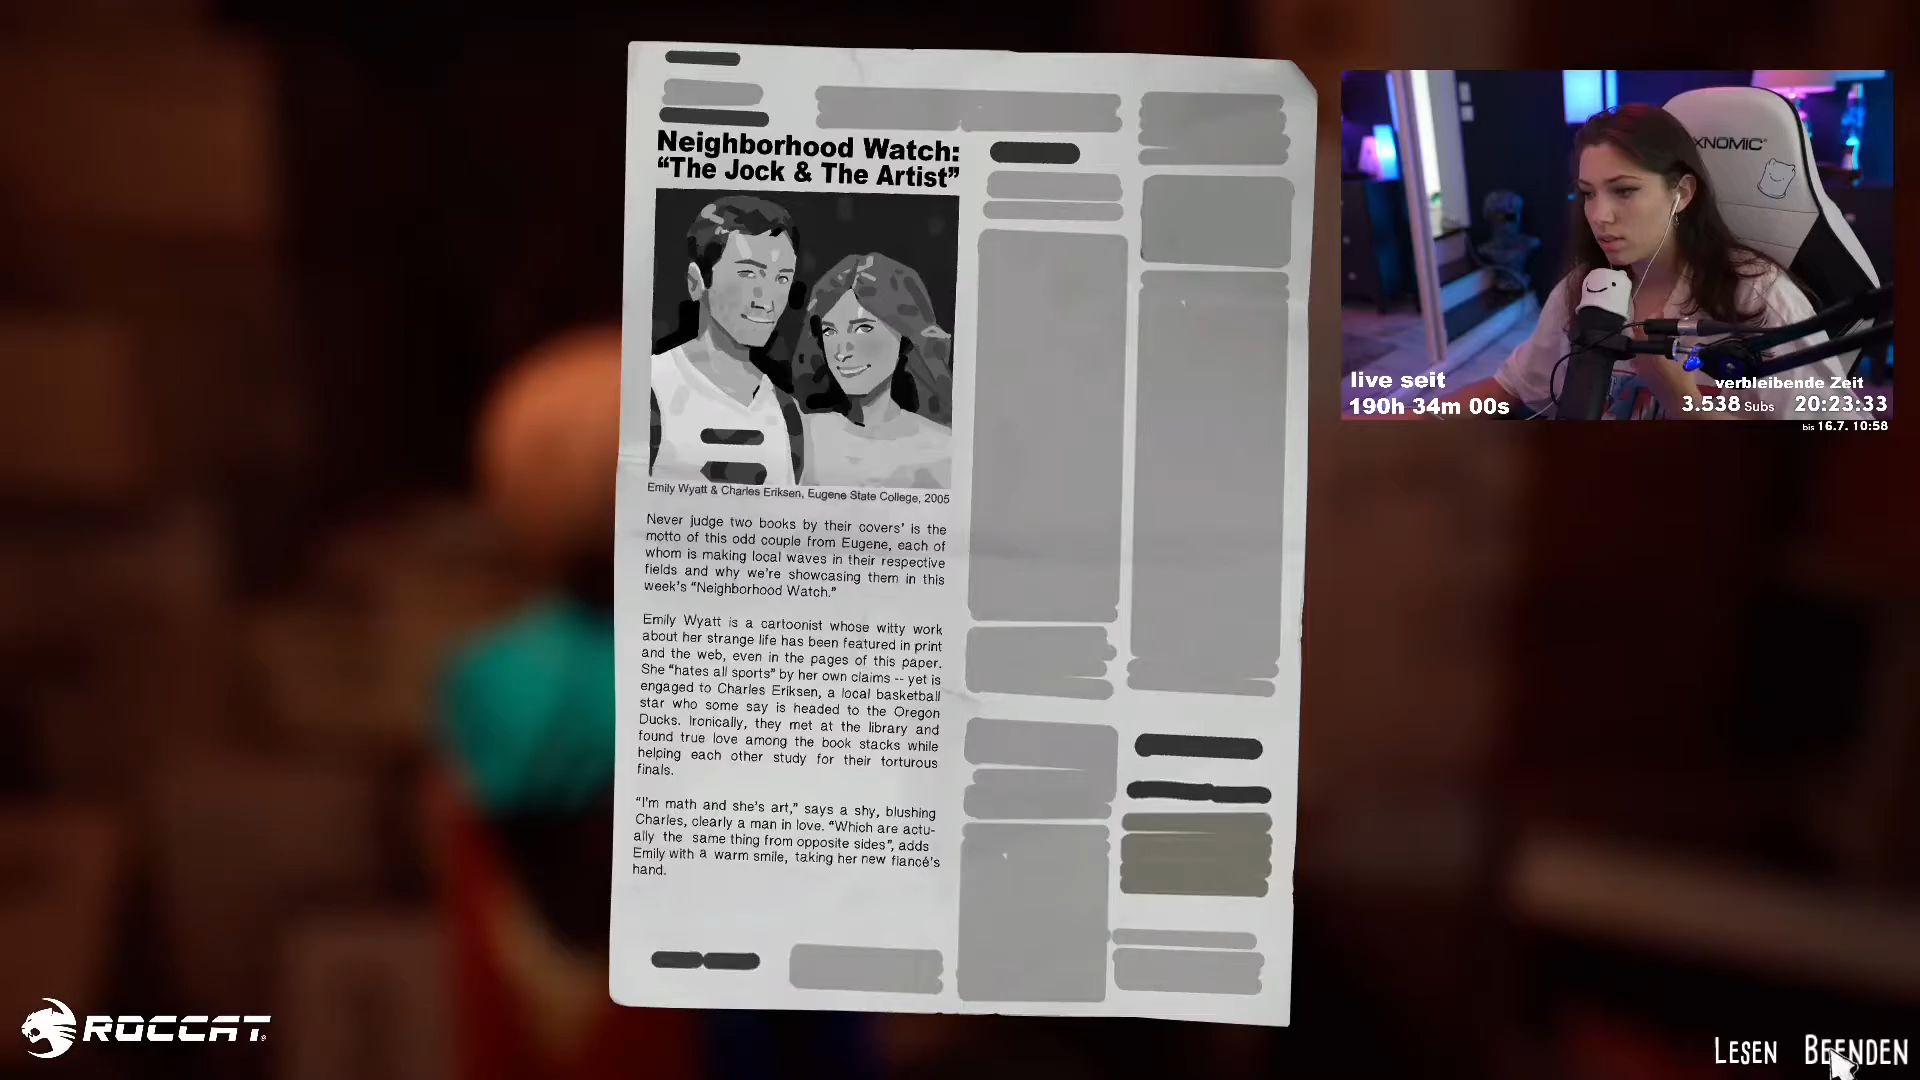 Neighborhood Watch:
“The Jock & The Artist”
Emily Wyatt & Charles Eriksen, Eugene State College, 2005
Never judge two books by their covers’ is the
motto of this odd couple from Eugene, each of
whom is making local waves in their respective
fields and why we’re showcasing them in this
week’s “Neighborhood Watch.”
Emily Wyatt is a cartoonist whose witty work
about her strange life has been featured in print
and the web, even in the pages of this paper.
She “hates all sports” by her own claims -- yet is
engaged to Charles Eriksen, a local basketball
star who some say is headed to the Oregon
Ducks. Ironically, they met at the library and
found true love among the book stacks while
helping each other study for their torturous
finals.
“I’m math and she’s art,” says a shy, blushing
Charles, clearly a man in love. “Which are actu-
ally the same thing from opposite sides”, adds
Emily with a warm smile, taking her new fiancé’s
hand.
XNOMIC
live seit
190h 34m 00s
verbleibende Zeit
3.538 Subs 20:23:33
bis 16.7. 10:58
ROCCAT
LESEN BEENDEN